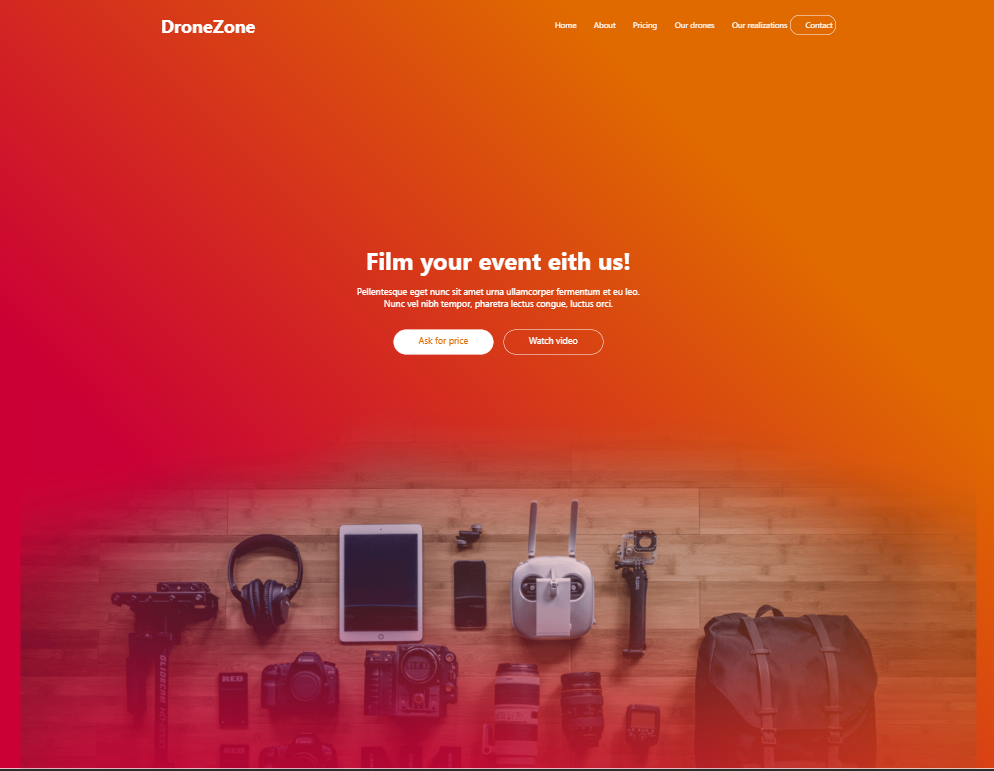 DroneZone
Home About Pricing Our drones Our realizations Contact
Film your event eith us!
Pellentesque eget nunc sit amet urna ullamcorper fermentum et eu leo.
Nunc vel nibh tempor, pharetra lectus congue, luctus orci.
Ask for price Watch video
RED
RED